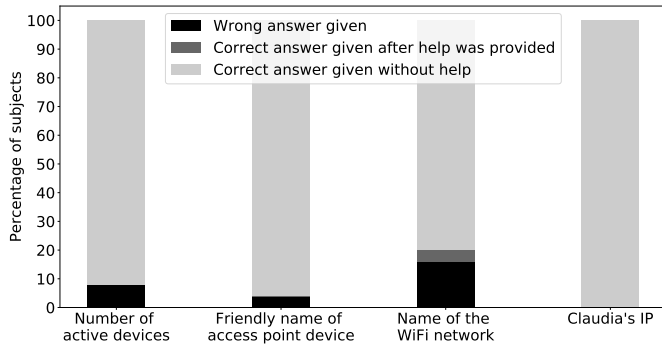 Wrong answer given
Correct answer given after help was provided
Correct answer given without help
Percentage of subjects
100
90
80
70
60
50
40
30
20
10
0
Number of
active devices
Friendly name of
access point device
Name of the
WiFi network
Claudia's IP